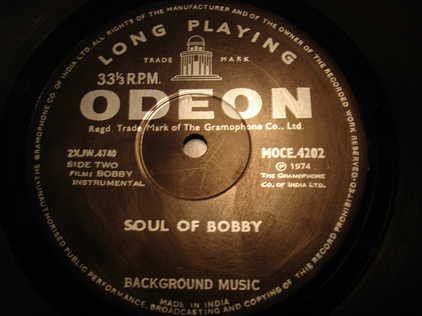 ALL RIGHTS OF THE MANUFACTURER AND OF THE OWNER OF THE RECORDED WORK RESERVED
LONG PLAYING
TRADE MARK
33⅓ R.P.M.
ODEON
Regd. Trade Mark of The Gramophone Co., Ltd.
2XJW.4740
SIDE TWO
Film: BOBBY
INSTRUMENTAL
MOCE.4202
℗ 1974
THE GRAMOPHONE
CO. OF INDIA LTD.
SOUL OF BOBBY
BACKGROUND MUSIC
MADE IN INDIA
UNAUTHORISED PUBLIC PERFORMANCE, BROADCASTING AND COPYING OF THIS RECORD PROHIBITED
THE GRAMOPHONE CO. OF INDIA LTD.